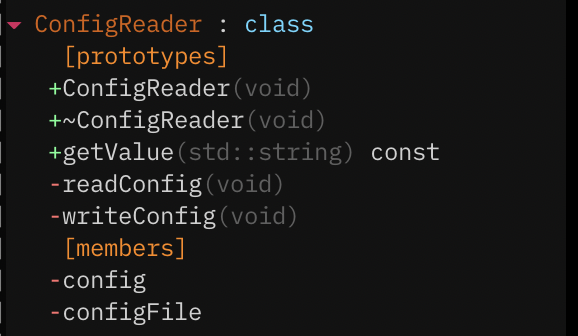 ▼ ConfigReader : class
[prototypes]
+ConfigReader(void)
+~ConfigReader(void)
+getValue(std::string) const
-readConfig(void)
-writeConfig(void)
[members]
-config
-configFile